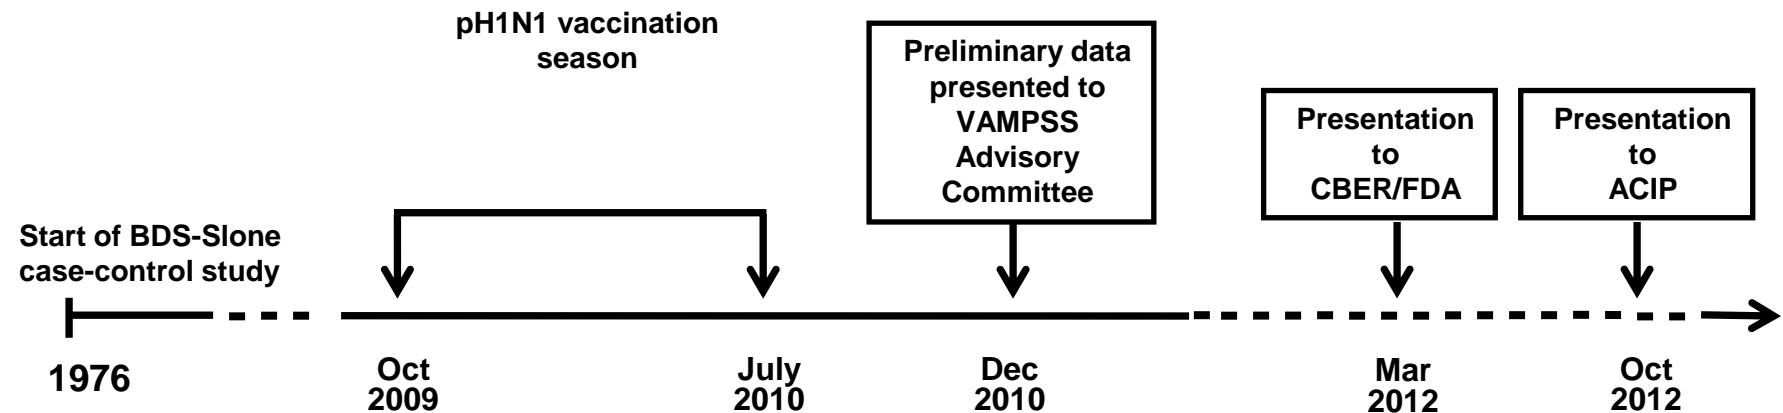 pH1N1 vaccination
season
Preliminary data
presented to
VAMPSS
Advisory
Committee
Presentation
to
CBER/FDA
Presentation
to
ACIP
Start of BDS-Slone
case-control study
1976
Oct
2009
July
2010
Dec
2010
Mar
2012
Oct
2012